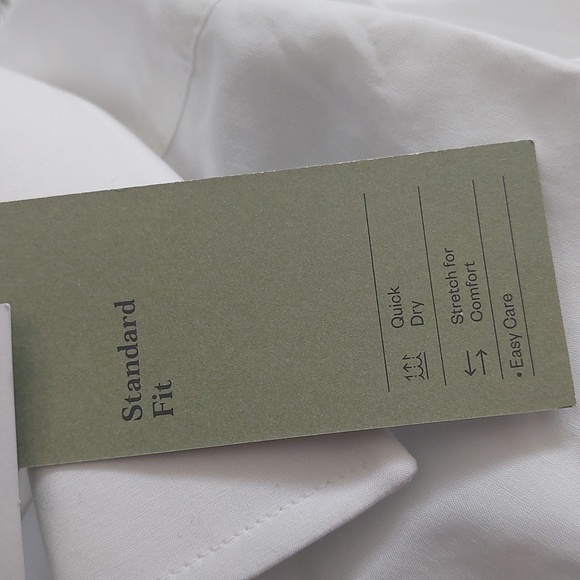 Standard
Fit
Quick
Dry
Stretch for
Comfort
• Easy Care